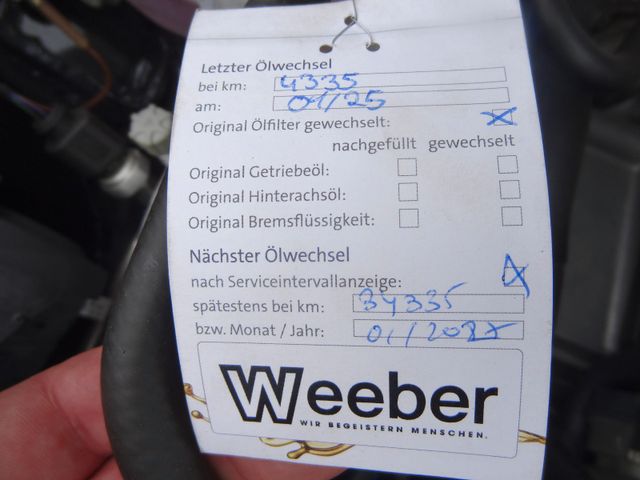 Letzter Ölwechsel
bei km: 4335
am: 01/25
Original Ölfilter gewechselt:
nachgefüllt gewechselt
Original Getriebeöl:
Original Hinterachsöl:
Original Bremsflüssigkeit:
Nächster Ölwechsel
nach Serviceintervallanzeige:
spätestens bei km: 34335
bzw. Monat / Jahr: 01/2027
Weeber
WIR BEGEISTERN MENSCHEN.